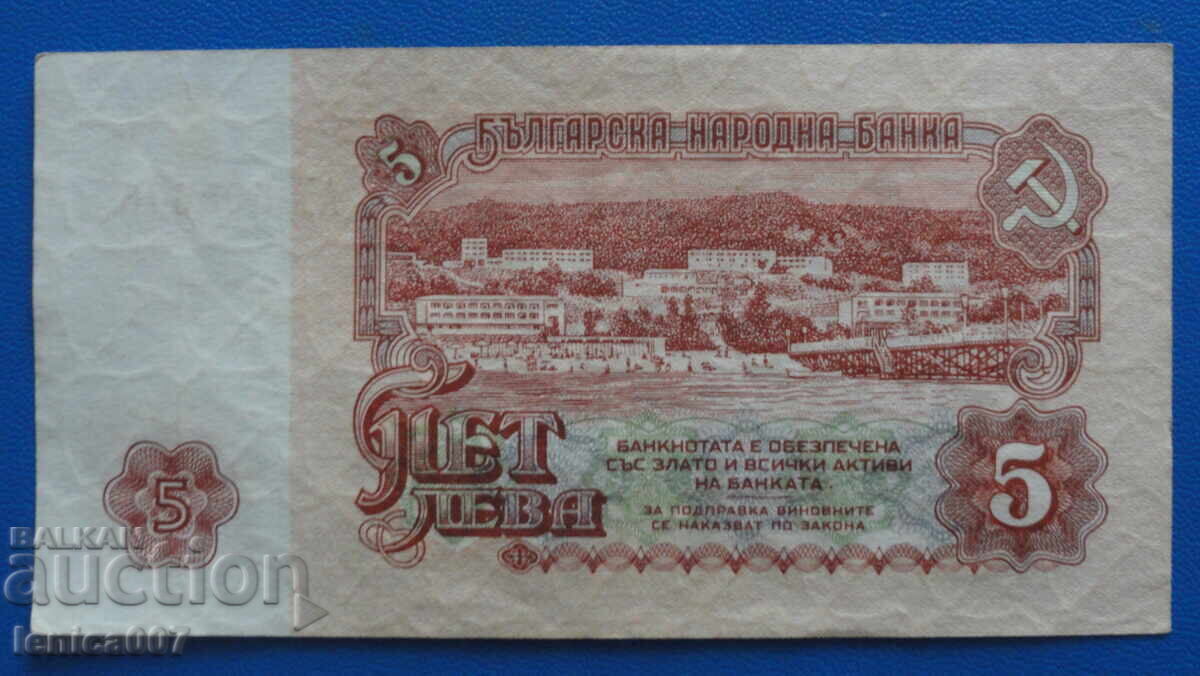 БЪЛГАРСКА НАРОДНА БАНКА
5
ПЕТ
ЛЕВА
БАНКНОТАТА Е ОБЕЗПЕЧЕНА
СЪС ЗЛАТО И ВСИЧКИ АКТИВИ
НА БАНКАТА
ЗА ПОДПРАВКА ВИНОВНИТЕ
СЕ НАКАЗВАТ ПО ЗАКОНА
5
5
BALKAN
auction
lenica007